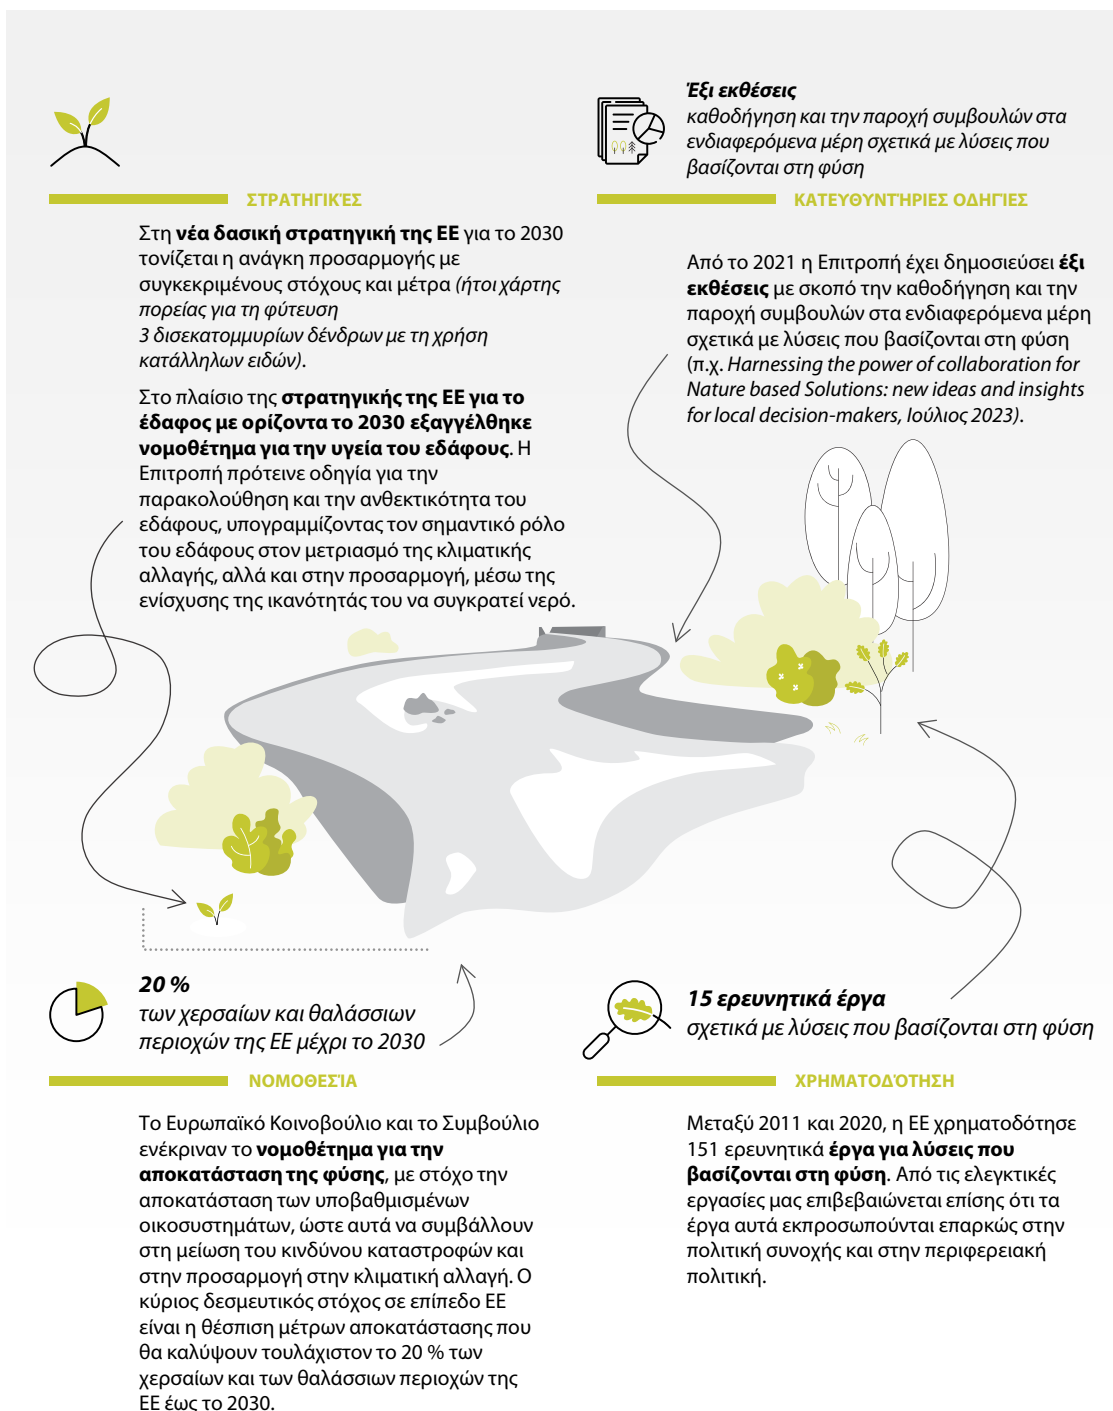 ΣΤΡΑΤΗΓΙΚΈΣ
Στη νέα δασική στρατηγική της ΕΕ για το 2030
τονίζεται η ανάγκη προσαρμογής με
συγκεκριμένους στόχους και μέτρα (ήτοι χάρτης
πορείας για τη φύτευση
3 δισεκατομμυρίων δένδρων με τη χρήση
κατάλληλων ειδών).
Στο πλαίσιο της στρατηγικής της ΕΕ για το
έδαφος με ορίζοντα το 2030 εξαγγέλθηκε
νομοθέτημα για την υγεία του εδάφους. Η
Επιτροπή πρότεινε οδηγία για την
παρακολούθηση και την ανθεκτικότητα του
εδάφους, υπογραμμίζοντας τον σημαντικό ρόλο
του εδάφους στον μετριασμό της κλιματικής
αλλαγής, αλλά και στην προσαρμογή, μέσω της
ενίσχυσης της ικανότητάς του να συγκρατεί νερό.
Έξι εκθέσεις
καθοδήγηση και την παροχή συμβουλών στα
ενδιαφερόμενα μέρη σχετικά με λύσεις που
βασίζονται στη φύση
ΚΑΤΕΥΘΥΝΤΉΡΙΕΣ ΟΔΗΓΊΕΣ
Από το 2021 η Επιτροπή έχει δημοσιεύσει έξι
εκθέσεις με σκοπό την καθοδήγηση και την
παροχή συμβουλών στα ενδιαφερόμενα μέρη
σχετικά με λύσεις που βασίζονται στη φύση
(π.χ. Harnessing the power of collaboration for
Nature based Solutions: new ideas and insights
for local decision-makers, Ιούλιος 2023).
20 %
των χερσαίων και θαλάσσιων
περιοχών της ΕΕ μέχρι το 2030
ΝΟΜΟΘΕΣΊΑ
Το Ευρωπαϊκό Κοινοβούλιο και το Συμβούλιο
ενέκριναν το νομοθέτημα για την
αποκατάσταση της φύσης, με στόχο την
αποκατάσταση των υποβαθμισμένων
οικοσυστημάτων, ώστε αυτά να συμβάλλουν
στη μείωση του κινδύνου καταστροφών και
στην προσαρμογή στην κλιματική αλλαγή. Ο
κύριος δεσμευτικός στόχος σε επίπεδο ΕΕ
είναι η θέσπιση μέτρων αποκατάστασης που
θα καλύψουν τουλάχιστον το 20 % των
χερσαίων και των θαλάσσιων περιοχών της
ΕΕ έως το 2030.
15 ερευνητικά έργα
σχετικά με λύσεις που βασίζονται στη φύση
ΧΡΗΜΑΤΟΔΌΤΗΣΗ
Μεταξύ 2011 και 2020, η ΕΕ χρηματοδότησε
151 ερευνητικά έργα για λύσεις που
βασίζονται στη φύση. Από τις ελεγκτικές
εργασίες μας επιβεβαιώνεται επίσης ότι τα
έργα αυτά εκπροσωπούνται επαρκώς στην
πολιτική συνοχής και στην περιφερειακή
πολιτική.